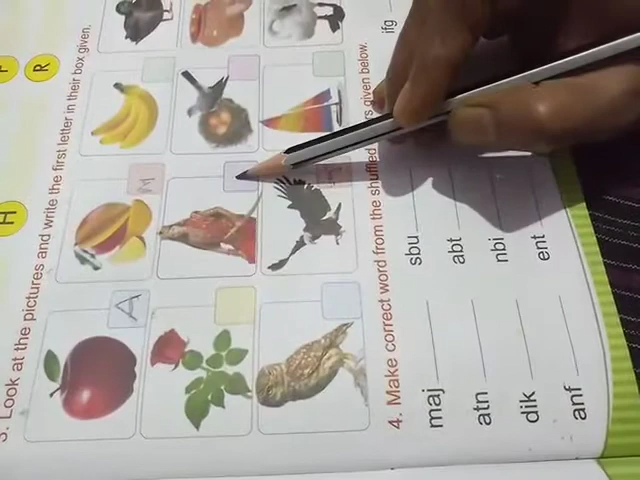 H
R
3. Look at the pictures and write the first letter in their box given.
A
M
4. Make correct word from the shuffled
rs given below.
maj
sbu
ifg
atn
abt
dik
nbi
anf
ent